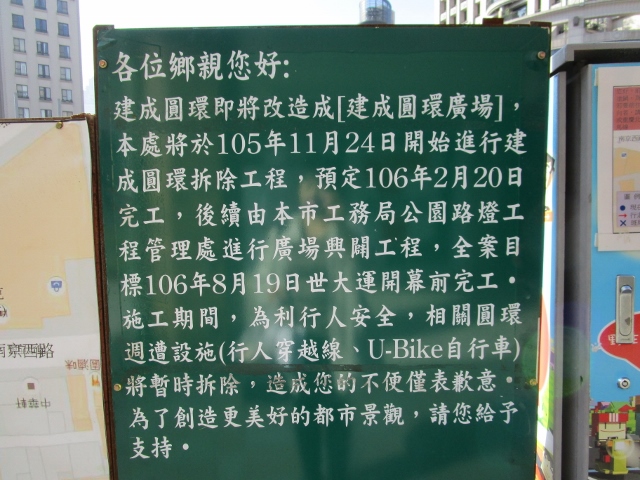 各位鄉親您好:
建成圓環即將改造成[建成圓環廣場]，
本處將於105年11月24日開始進行建
成圓環拆除工程，預定106年2月20日
完工，後續由本市工務局公園路燈工
程管理處進行廣場興闢工程，全案目
標106年8月19日世大運開幕前完工。
施工期間，為利行人安全，相關圓環
週遭設施(行人穿越線、U-Bike自行車)
將暫時拆除，造成您的不便僅表歉意。
為了創造更美好的都市景觀，請您給予
支持。
南京西路